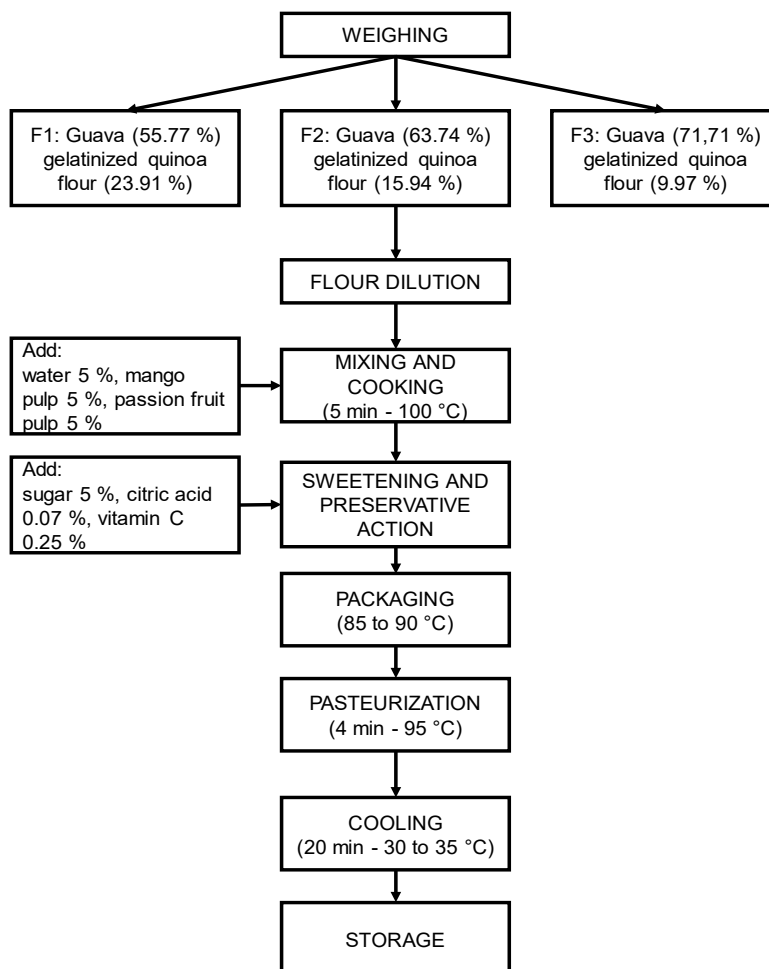 WEIGHING
F1: Guava (55.77 %)
gelatinized quinoa
flour (23.91 %)
F2: Guava (63.74 %)
gelatinized quinoa
flour (15.94 %)
F3: Guava (71,71 %)
gelatinized quinoa
flour (9.97 %)
FLOUR DILUTION
Add:
water 5 %, mango
pulp 5 %, passion fruit
pulp 5 %
MIXING AND
COOKING
(5 min - 100 °C)
Add:
sugar 5 %, citric acid
0.07 %, vitamin C
0.25 %
SWEETENING AND
PRESERVATIVE
ACTION
PACKAGING
(85 to 90 °C)
PASTEURIZATION
(4 min - 95 °C)
COOLING
(20 min - 30 to 35 °C)
STORAGE